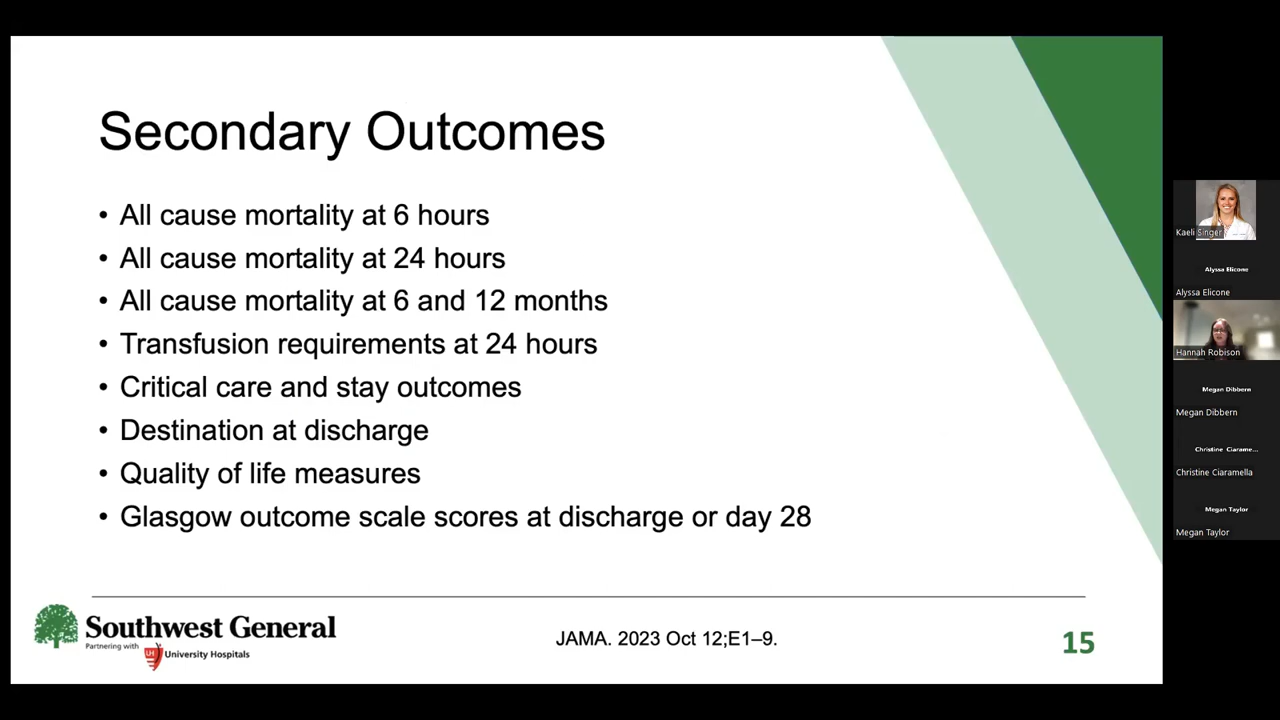 Secondary Outcomes
• All cause mortality at 6 hours
• All cause mortality at 24 hours
• All cause mortality at 6 and 12 months
• Transfusion requirements at 24 hours
• Critical care and stay outcomes
• Destination at discharge
• Quality of life measures
• Glasgow outcome scale scores at discharge or day 28
Southwest General
Partnering with
UH
University Hospitals
JAMA. 2023 Oct 12;E1–9.
15
Kaeli Singer
Alyssa Elicone
Alyssa Elicone
Hannah Robison
Megan Dibbern
Megan Dibbern
Christine Ciarame...
Christine Ciaramella
Megan Taylor
Megan Taylor